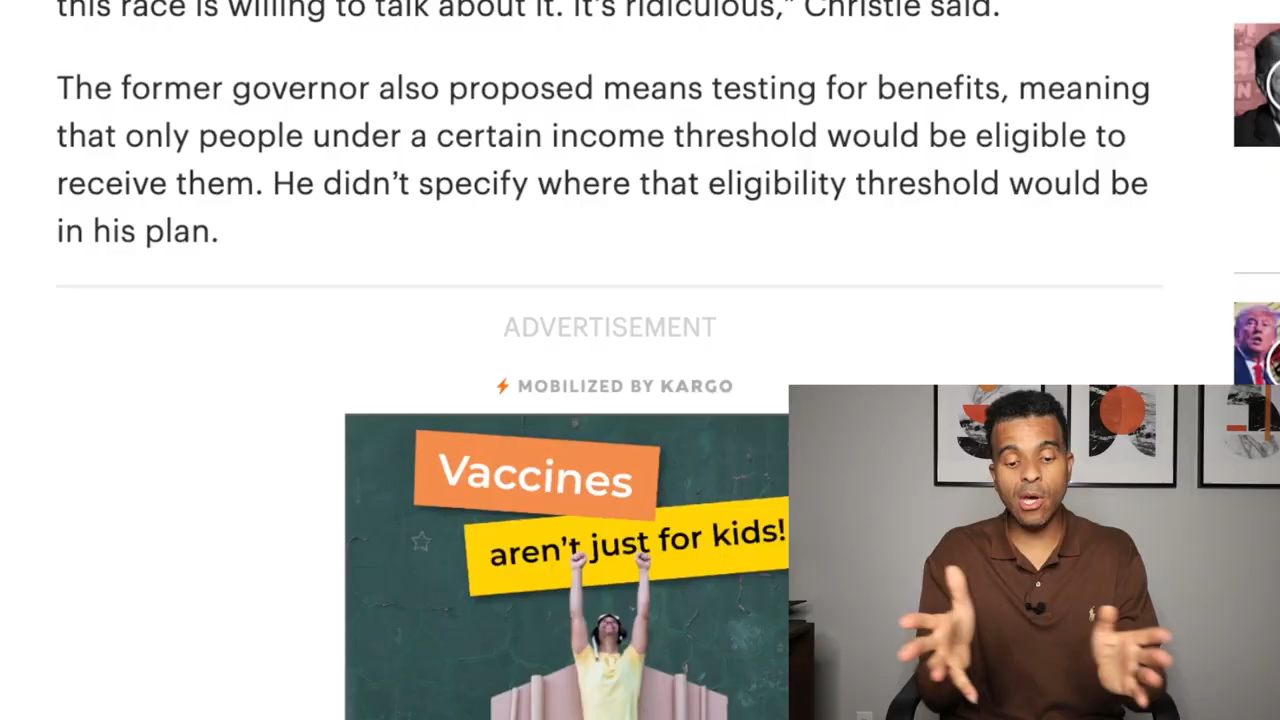 this race is willing to talk about it. It's ridiculous,” Christie said.
The former governor also proposed means testing for benefits, meaning
that only people under a certain income threshold would be eligible to
receive them. He didn’t specify where that eligibility threshold would be
in his plan.
ADVERTISEMENT
MOBILIZED BY KARGO
Vaccines
aren’t just for kids!